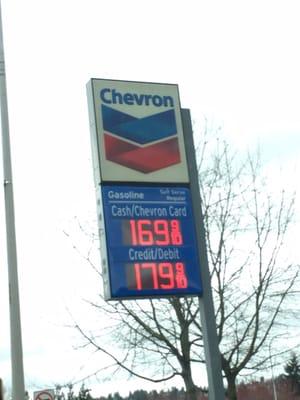 Chevron
Gasoline Self Serve
Regular
Cash/Chevron Card
169 9/10
Credit/Debit
179 9/10